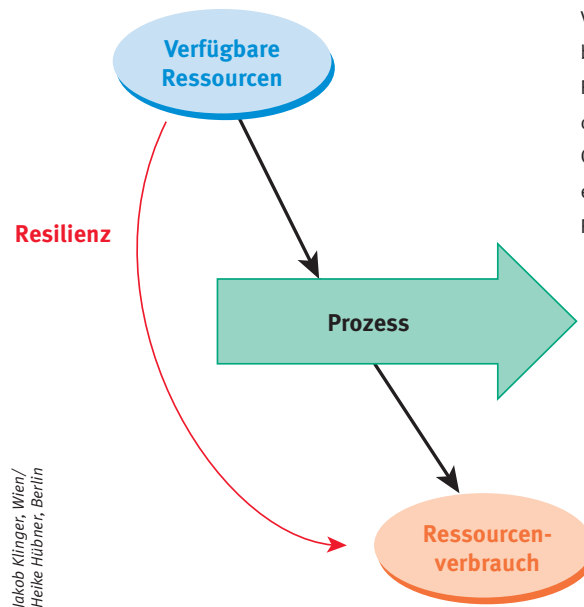 Verfügbare
Ressourcen
Resilienz
Prozess
Ressourcen-
verbrauch
Jakob Klinger, Wien/
Heike Hübner, Berlin